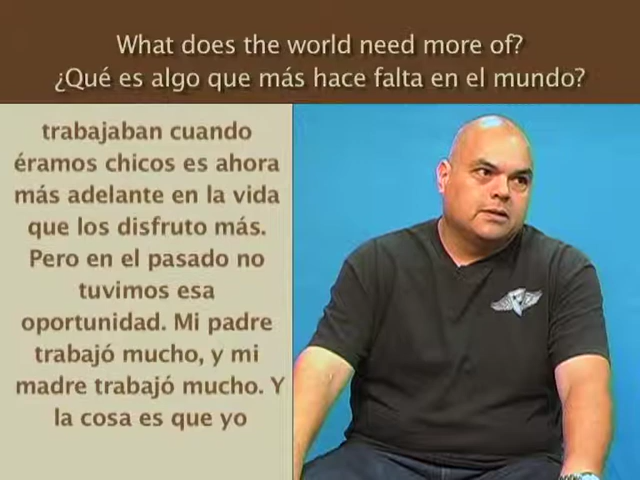 What does the world need more of?
¿Qué es algo que más hace falta en el mundo?
trabajaban cuando
éramos chicos es ahora
más adelante en la vida
que los disfruto más.
Pero en el pasado no
tuvimos esa
oportunidad. Mi padre
trabajó mucho, y mi
madre trabajó mucho. Y
la cosa es que yo